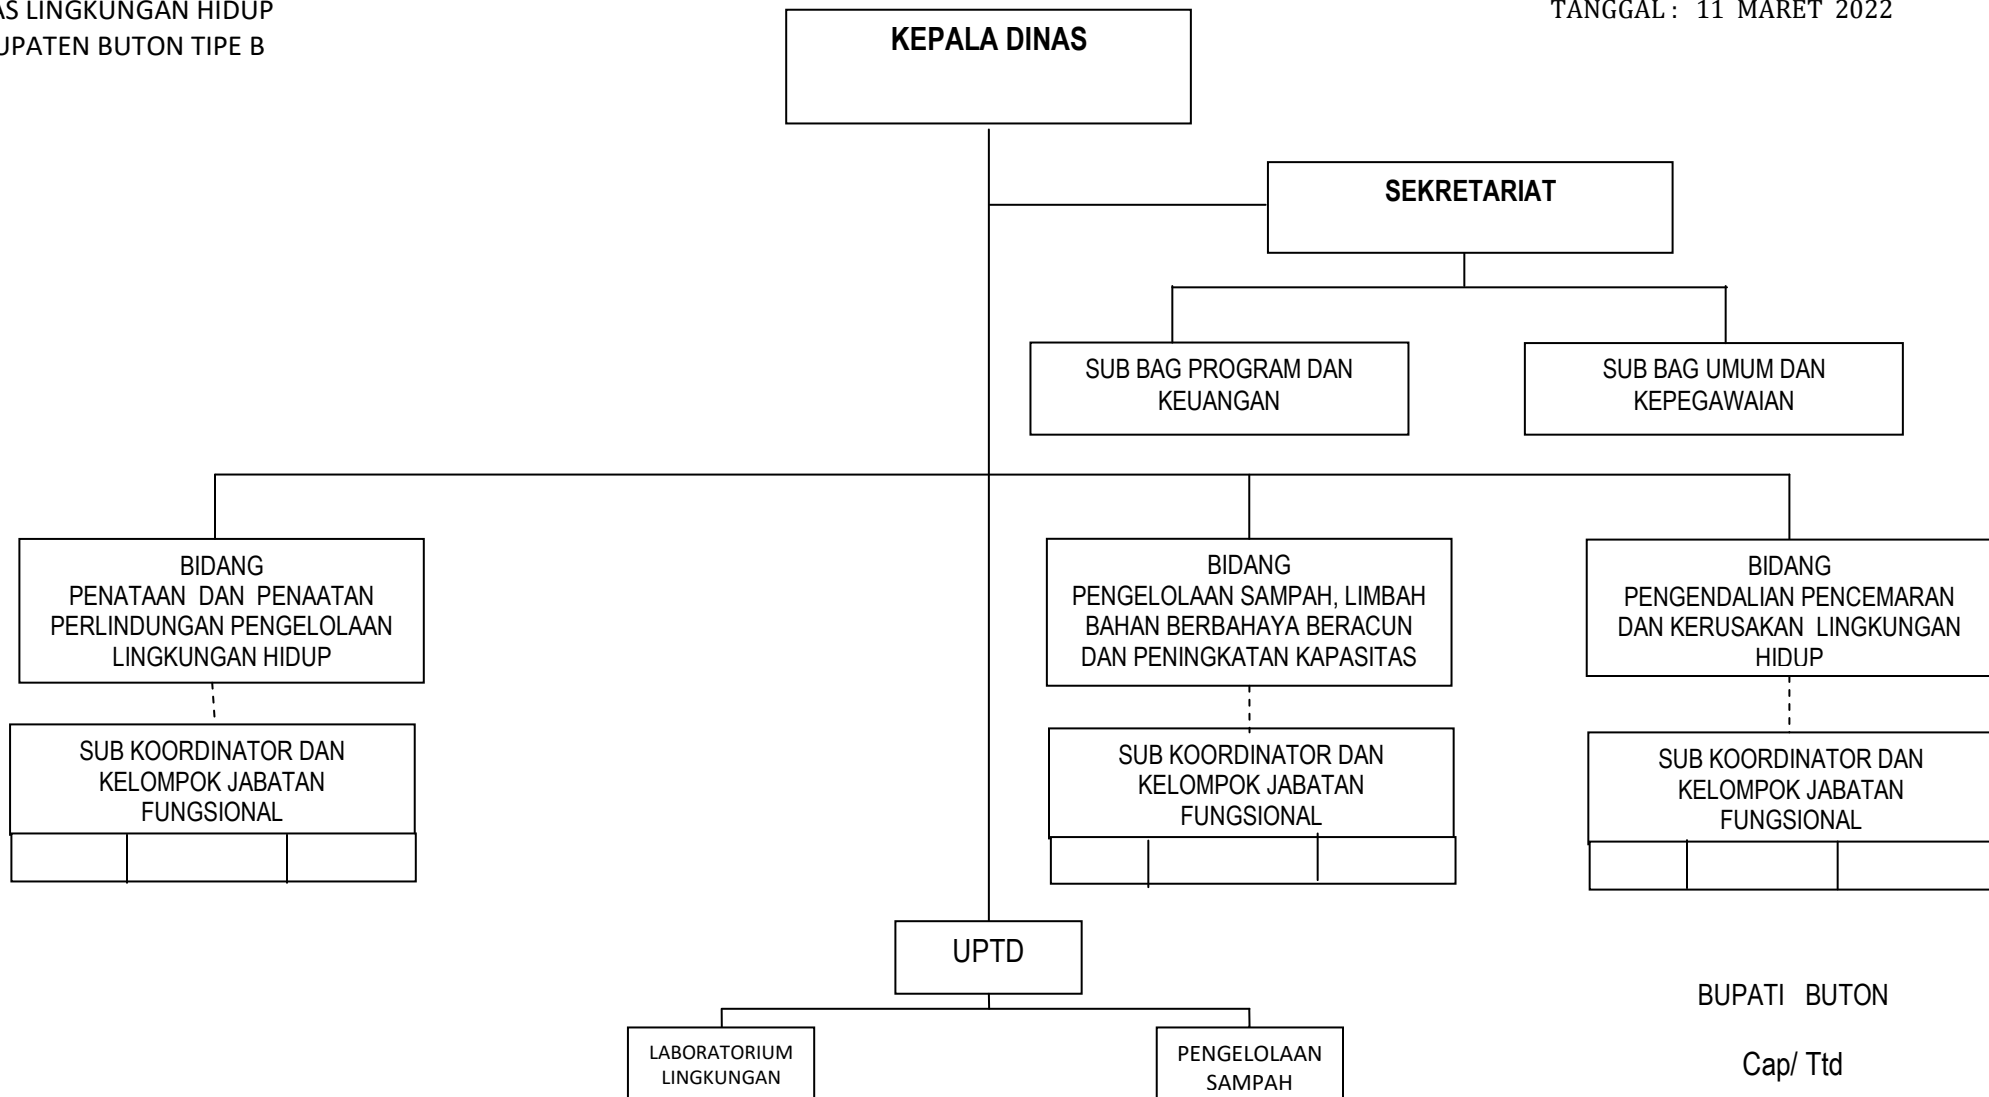 LINGKUNGAN HIDUP
TANGGAL : 11 MARET 2022
BUTON TIPE B
KEPALA DINAS
SEKRETARIAT
SUB BAG PROGRAM DAN
KEUANGAN
SUB BAG UMUM DAN
KEPEGAWAIAN
BIDANG
PENATAAN DAN PENAATAN
PERLINDUNGAN PENGELOLAAN
LINGKUNGAN HIDUP
BIDANG
PENGELOLAAN SAMPAH, LIMBAH
BAHAN BERBAHAYA BERACUN
DAN PENINGKATAN KAPASITAS
BIDANG
PENGENDALIAN PENCEMARAN
DAN KERUSAKAN LINGKUNGAN
HIDUP
SUB KOORDINATOR DAN
KELOMPOK JABATAN
FUNGSIONAL
SUB KOORDINATOR DAN
KELOMPOK JABATAN
FUNGSIONAL
SUB KOORDINATOR DAN
KELOMPOK JABATAN
FUNGSIONAL
UPTD
LABORATORIUM
LINGKUNGAN
PENGELOLAAN
SAMPAH
BUPATI BUTON
Cap/ Ttd